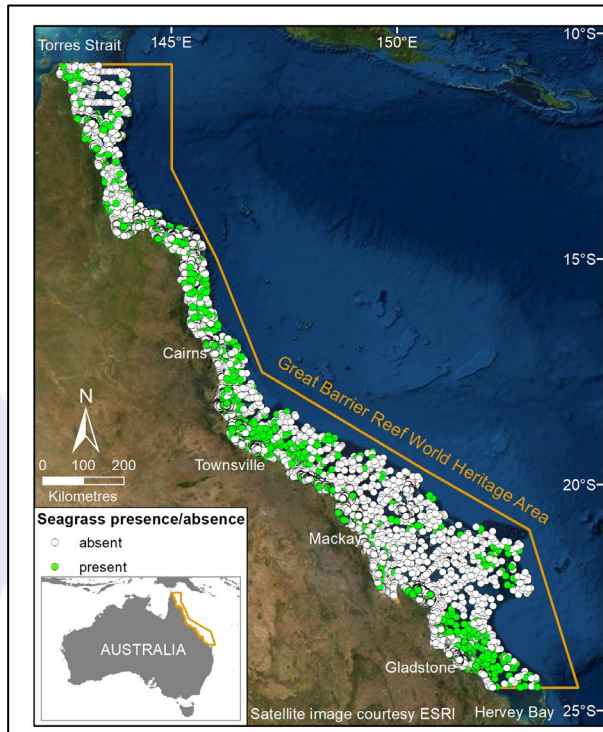 145°E 150°E
10°S
Torres Strait
15°S
Cairns
Great Barrier Reef World Heritage Area
N
0 100 200
Kilometres
Townsville
20°S
Mackay
Seagrass presence/absence
absent
present
AUSTRALIA
Gladstone
Satellite image courtesy ESRI
Hervey Bay
25°S